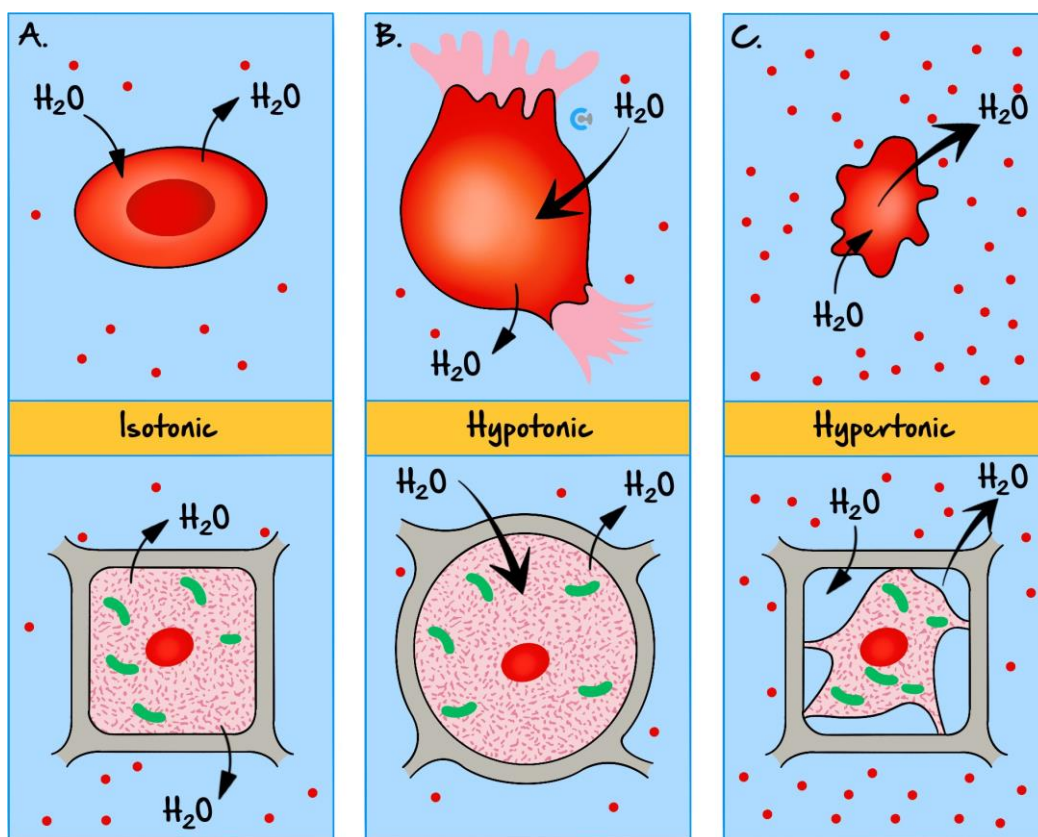 A.
H₂O
H₂O
B.
H₂O
H₂O
C.
H₂O
H₂O
Isotonic
Hypotonic
Hypertonic
H₂O
H₂O
H₂O
H₂O
H₂O
H₂O